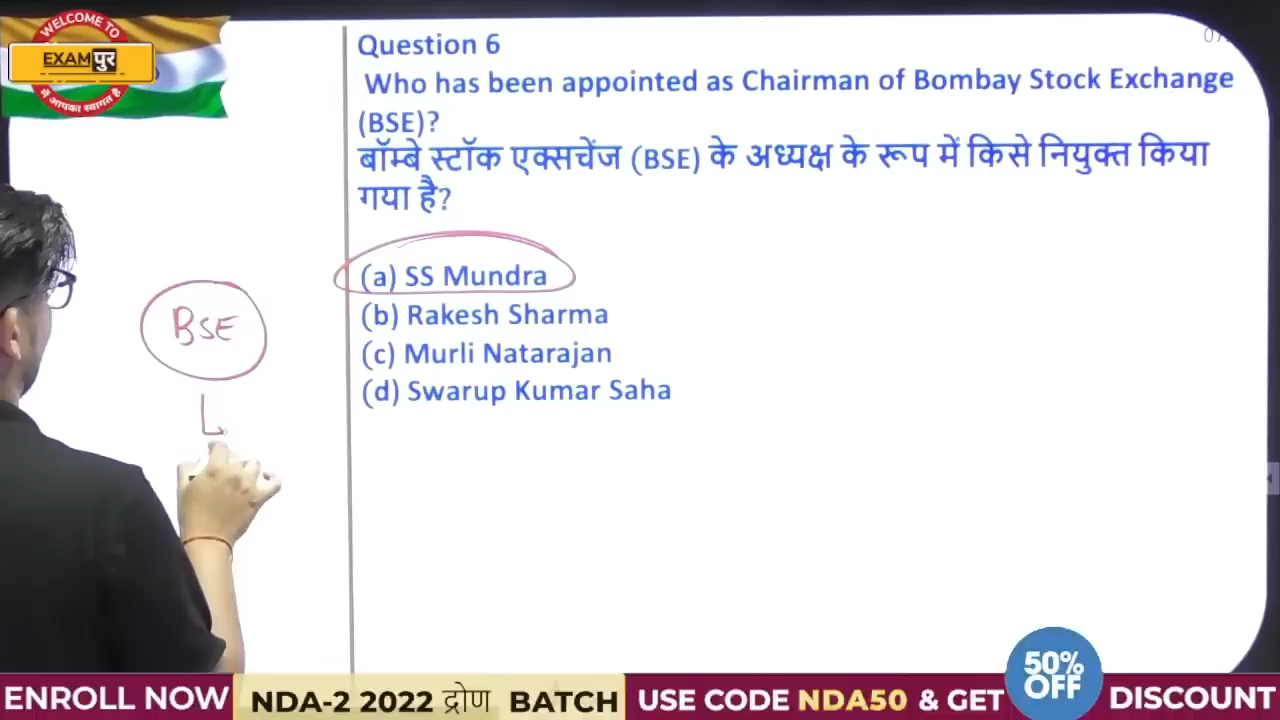 WELCOME TO
EXAMपुर
में आपका स्वागत है
Question 6
Who has been appointed as Chairman of Bombay Stock Exchange
(BSE)?
बॉम्बे स्टॉक एक्सचेंज (BSE) के अध्यक्ष के रूप में किसे नियुक्त किया
गया है?
(a) SS Mundra
(b) Rakesh Sharma
(c) Murli Natarajan
(d) Swarup Kumar Saha
BSE
50%
OFF
ENROLL NOW NDA-2 2022 द्रोण BATCH USE CODE NDA50 & GET DISCOUNT